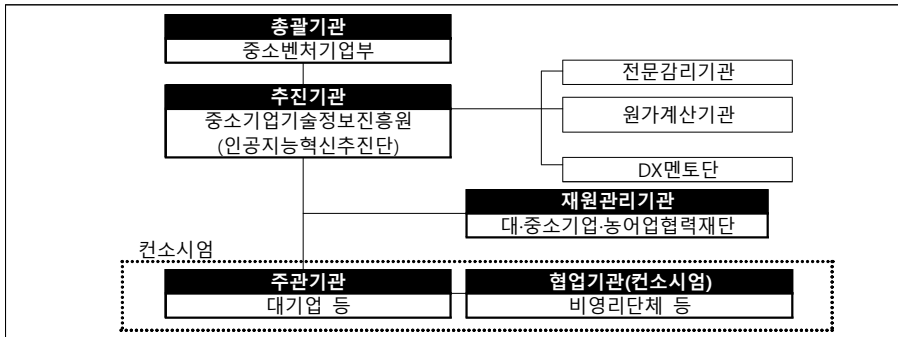 총괄기관
중소벤처기업부
전문감리기관
추진기관
중소기업기술정보진흥원
(인공지능혁신추진단)
원가계산기관
DX멘토단
재원관리기관
대·중소기업·농어업협력재단
컨소시엄
주관기관
대기업 등
협업기관(컨소시엄)
비영리단체 등